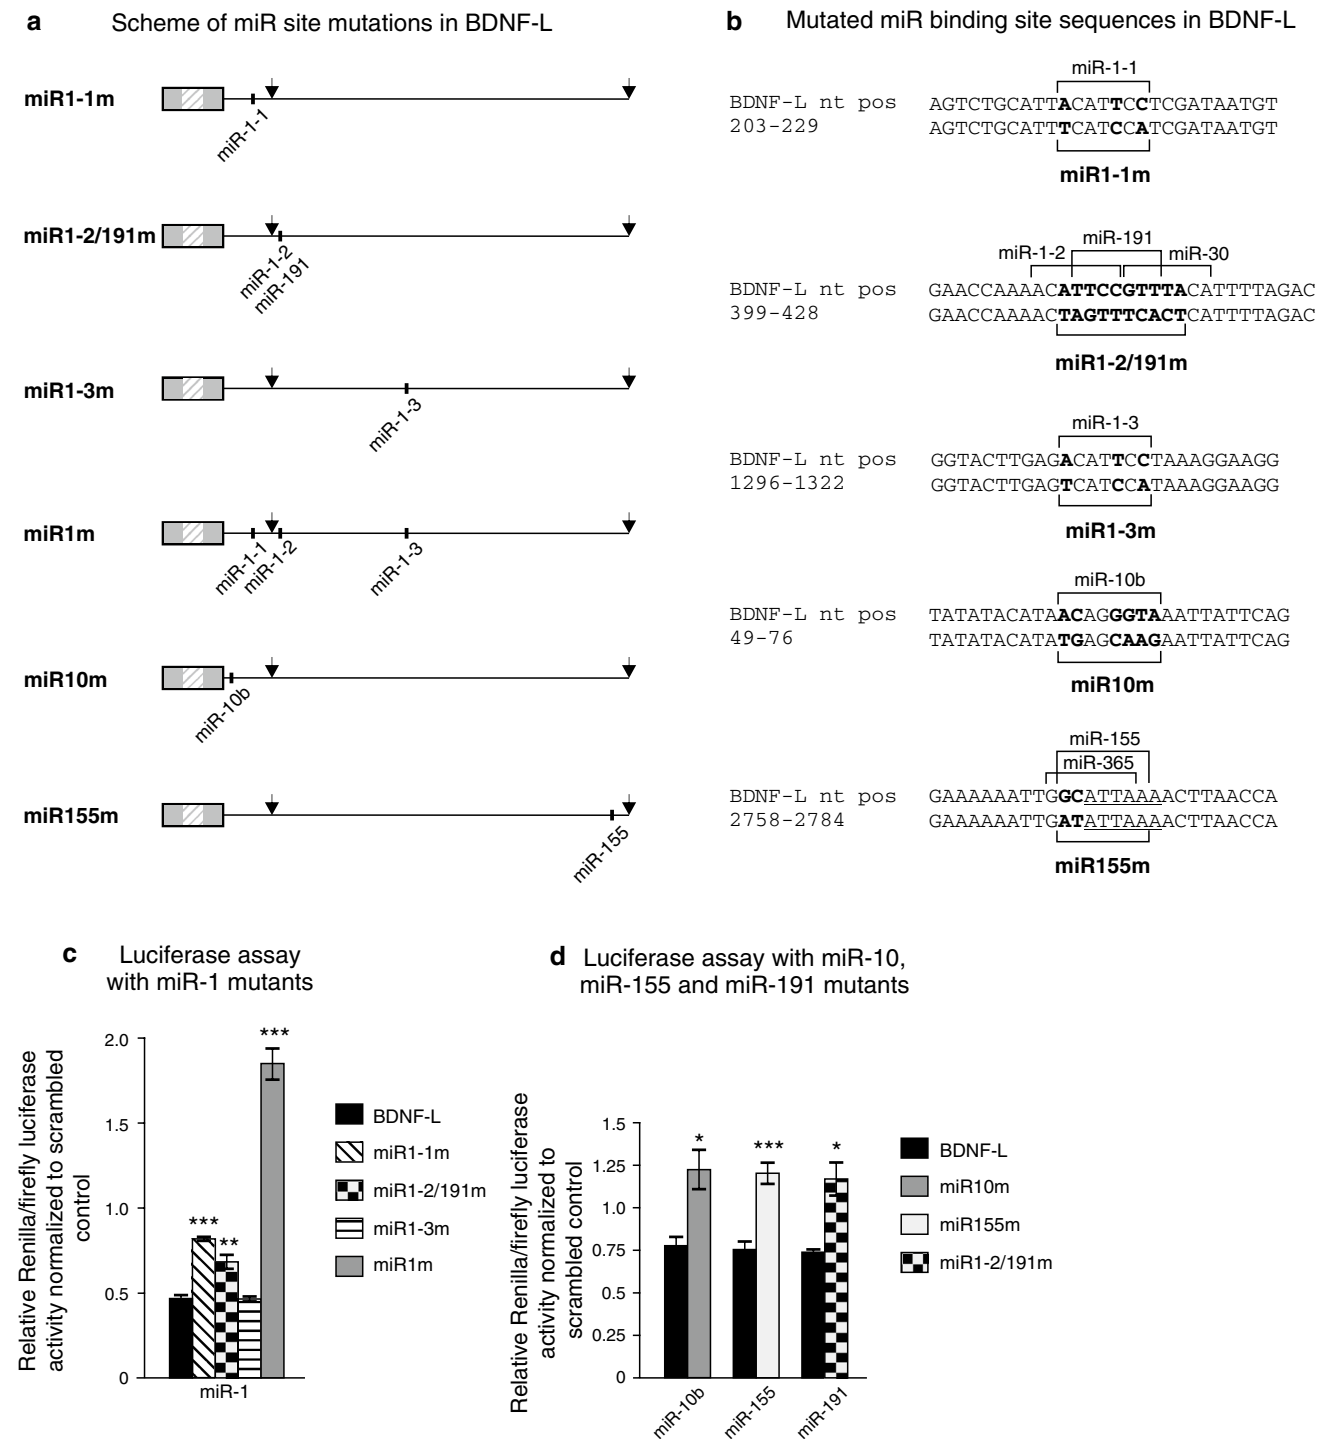 a Scheme of miR site mutations in BDNF-L
miR1-1m
miR-1-1
miR1-2/191m
miR-1-2
miR-191
miR1-3m
miR-1-3
miR1m
miR-1-1
miR-1-2
miR-1-3
miR10m
miR-10b
miR155m
miR-155
b Mutated miR binding site sequences in BDNF-L
miR-1-1
BDNF-L nt pos AGTCTGCATTACATTCCTCGATAATGT
203-229 AGTCTGCATTTCATCCATCGATAATGT
miR1-1m
miR-191
miR-1-2 miR-30
BDNF-L nt pos GAACCAAAACATTCCGTTTACATTTTAGAC
399-428 GAACCAAAACTAGTTTCACTCATTTTAGAC
miR1-2/191m
miR-1-3
BDNF-L nt pos GGTACTTGAGACATTCCTAAAGGAAGG
1296-1322 GGTACTTGAGTCATCCATAAAGGAAGG
miR1-3m
miR-10b
BDNF-L nt pos TATATACATAACAGGGTAAATTATTCAG
49-76 TATATACATATGAGCAAGAATTATTCAG
miR10m
miR-155
miR-365
BDNF-L nt pos GAAAAAATTGGCATTAAAACTTAACCA
2758-2784 GAAAAAATTGATATTAAAACTTAACCA
miR155m
c Luciferase assay
with miR-1 mutants
Relative Renilla/firefly luciferase
activity normalized to scrambled
control
2.0
1.5
1.0
0.5
0
***
**
***
miR-1
BDNF-L
miR1-1m
miR1-2/191m
miR1-3m
miR1m
d Luciferase assay with miR-10,
miR-155 and miR-191 mutants
Relative Renilla/firefly luciferase
activity normalized to
scrambled control
1.5
1.25
1.0
0.75
0.5
0.25
0
*
***
*
miR-10b
miR-155
miR-191
BDNF-L
miR10m
miR155m
miR1-2/191m